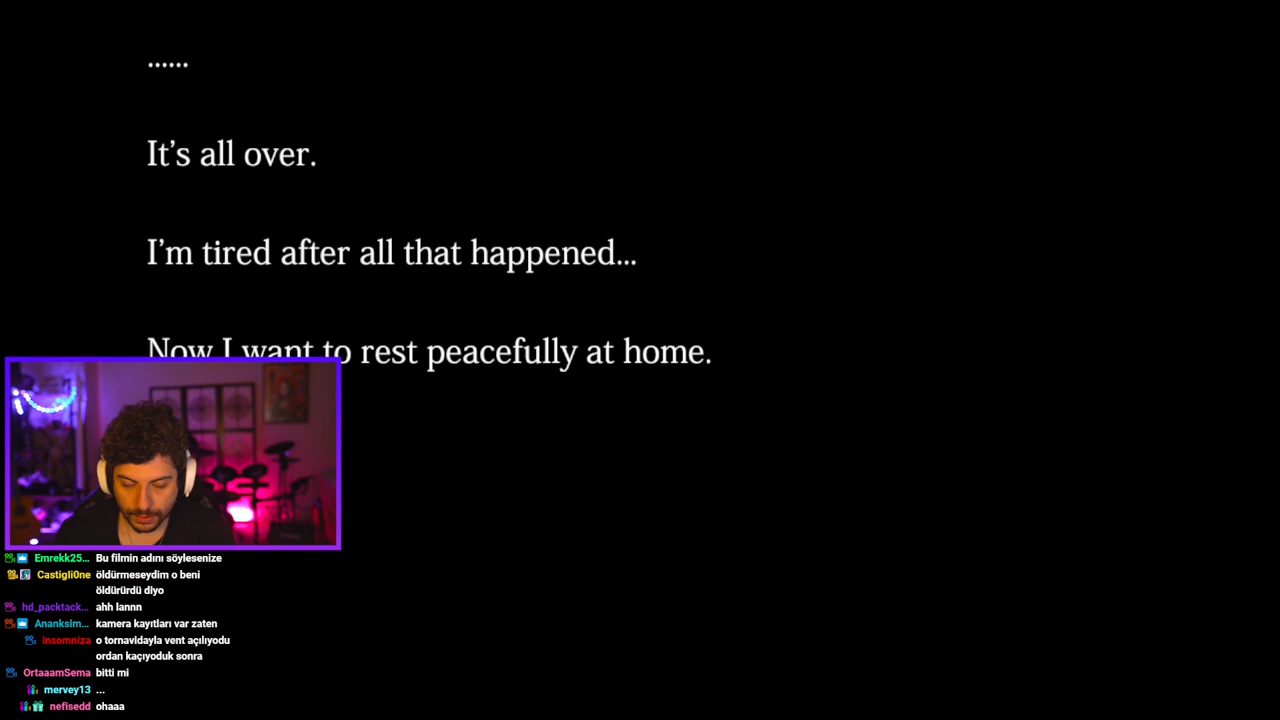 ......
It's all over.
I'm tired after all that happened...
Now I want to rest peacefully at home.
Emrekk25... Bu filmin adını söylesenize
Castigli0ne öldürmeseydim o beni
öldürürdü diyo
hd_packtack... ahh lannn
Ananksim... kamera kayıtları var zaten
insomniza o tornavidayla vent açılıyodu
ordan kaçıyoduk sonra
OrtaaamSema bitti mi
mervey13 ...
nefisedd ohaaa